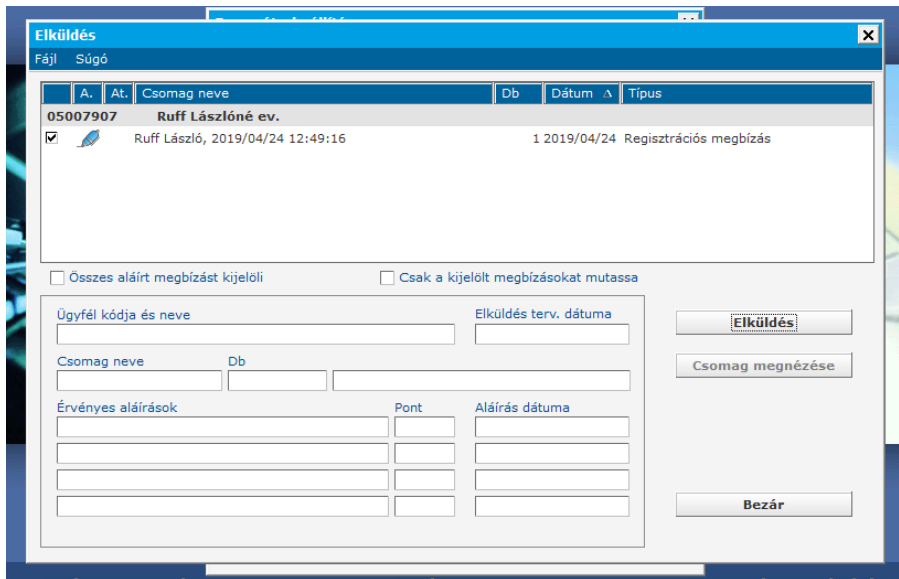 Elküldés
Fájl Súgó
A. At. Csomag neve Db Dátum Típus
05007907 Ruff Lászlóné ev.
Ruff László, 2019/04/24 12:49:16 1 2019/04/24 Regisztrációs megbízás
Összes aláírt megbízást kijelöli Csak a kijelölt megbízásokat mutassa
Ügyfél kódja és neve Elküldés terv. dátuma
Elküldés
Csomag neve Db
Csomag megnézése
Érvényes aláírások Pont Aláírás dátuma
Bezár